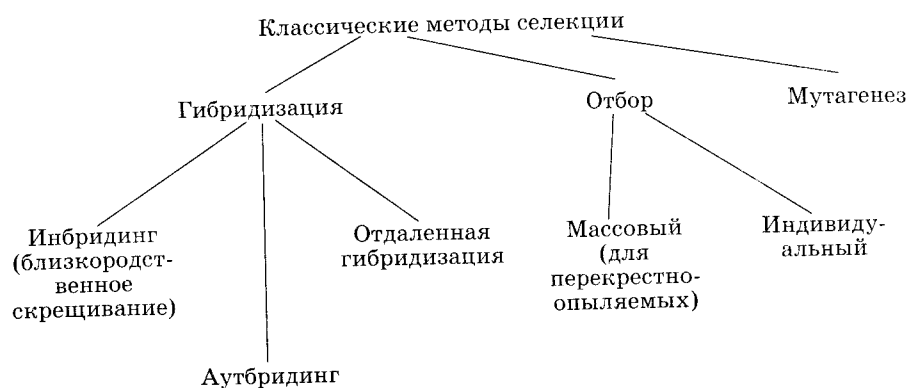 Классические методы селекции
Гибридизация
Отбор
Мутагенез
Инбридинг
(близкородст-
венное
скрещивание)
Отдаленная
гибридизация
Массовый
(для
перекрестно-
опыляемых)
Индивиду-
альный
Аутбридинг